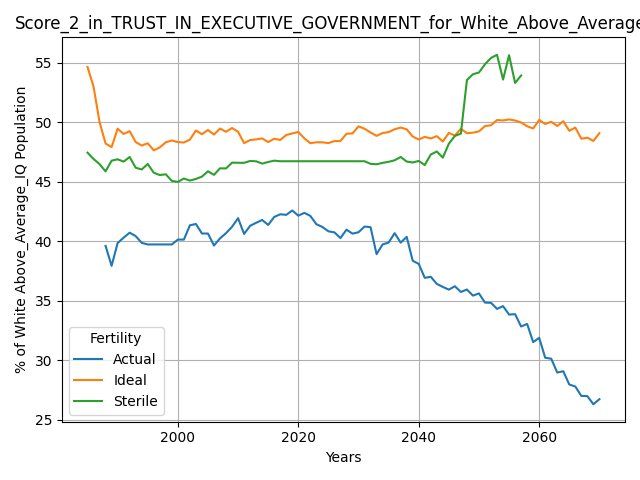 Score_2_in_TRUST_IN_EXECUTIVE_GOVERNMENT_for_White_Above_Average
% of White Above_Average_IQ Population
55
50
45
40
35
30
25
Fertility
Actual
Ideal
Sterile
2000
2020
2040
2060
Years